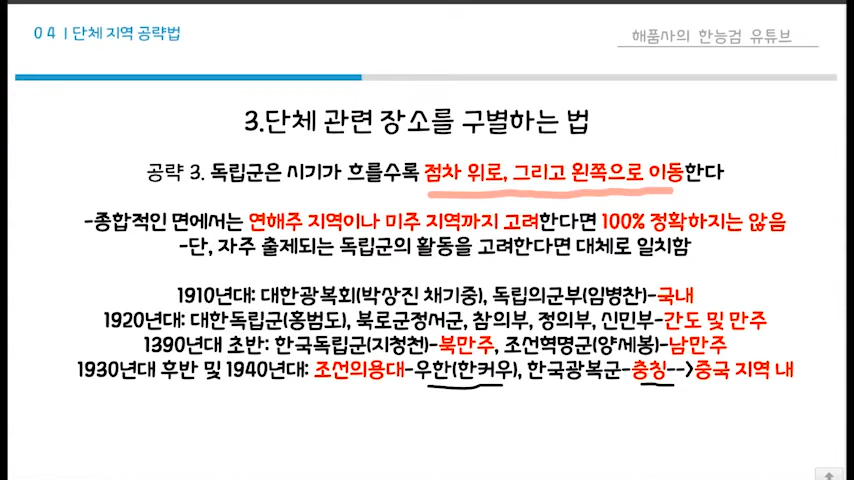 04 | 단체 지역 공략법
해품사의 한능검 유튜브
3.단체 관련 장소를 구별하는 법
공략 3. 독립군은 시기가 흐를수록 점차 위로, 그리고 왼쪽으로 이동한다
-종합적인 면에서는 연해주 지역이나 미주 지역까지 고려한다면 100% 정확하지는 않음
-단, 자주 출제되는 독립군의 활동을 고려한다면 대체로 일치함
1910년대: 대한광복회(박상진 채기중), 독립의군부(임병찬)-국내
1920년대: 대한독립군(홍범도), 북로군정서군, 참의부, 정의부, 신민부-간도 및 만주
1390년대 초반: 한국독립군(지청천)-북만주, 조선혁명군(양세봉)-남만주
1930년대 후반 및 1940년대: 조선의용대-우한(한커우), 한국광복군-충칭-->중국 지역 내